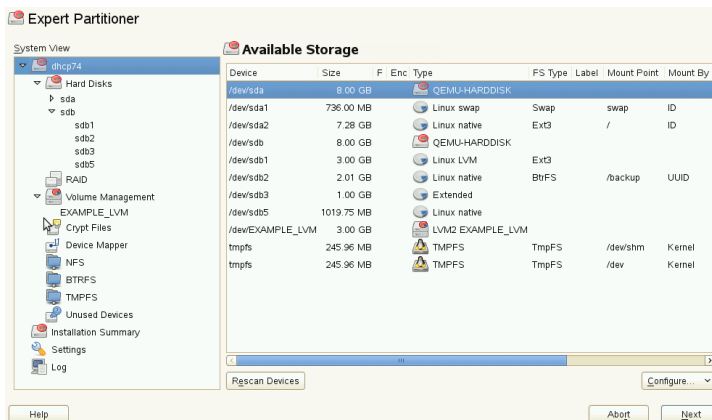 Expert Partitioner
System View
dhcp74
Hard Disks
sda
sdb
sdb1
sdb2
sdb3
sdb5
RAID
Volume Management
EXAMPLE_LVM
Crypt Files
Device Mapper
NFS
BTRFS
TMPFS
Unused Devices
Installation Summary
Settings
Log
Available Storage
Device Size F Enc Type FS Type Label Mount Point Mount By
/dev/sda 8.00 GB QEMU-HARDDISK
/dev/sda1 736.00 MB Linux swap Swap swap ID
/dev/sda2 7.28 GB Linux native Ext3 / ID
/dev/sdb 8.00 GB QEMU-HARDDISK
/dev/sdb1 3.00 GB Linux LVM Ext3
/dev/sdb2 2.01 GB Linux native BtrFS /backup UUID
/dev/sdb3 1.00 GB Extended
/dev/sdb5 1019.75 MB Linux native
/dev/EXAMPLE_LVM 3.00 GB LVM2 EXAMPLE_LVM
tmpfs 245.96 MB TMPFS TmpFS /dev/shm Kernel
tmpfs 245.96 MB TMPFS TmpFS /dev Kernel
Rescan Devices Configure...
Help Abort Next